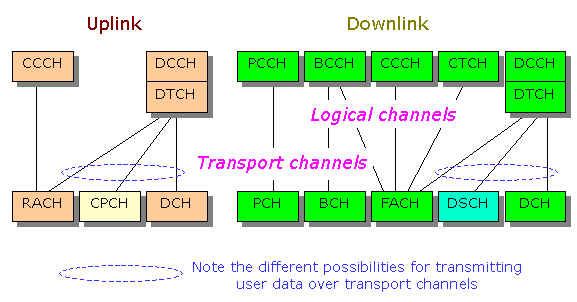 Uplink Downlink
CCCH DCCH PCCH BCCH CCCH CTCH DCCH
DTCH DTCH
Logical channels
Transport channels
RACH CPCH DCH PCH BCH FACH DSCH DCH
Note the different possibilities for transmitting
user data over transport channels